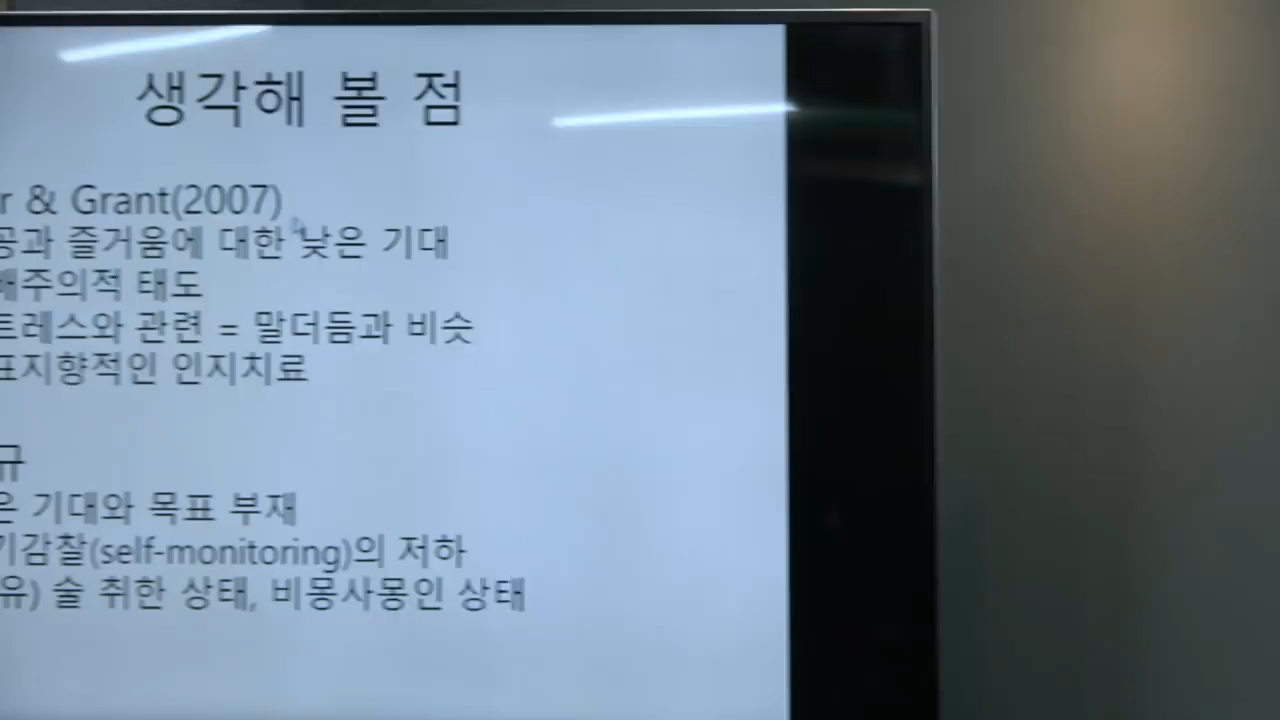 생각해 볼 점
r & Grant(2007)
공과 즐거움에 대한 낮은 기대
배주의적 태도
트레스와 관련 = 말더듬과 비슷
표지향적인 인지치료
규
은 기대와 목표 부재
기감찰(self-monitoring)의 저하
유) 술 취한 상태, 비몽사몽인 상태